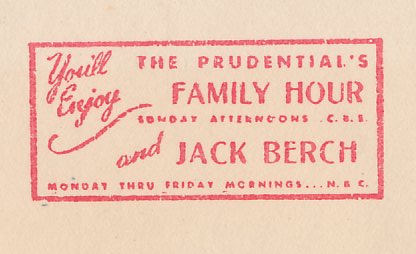 You'll Enjoy
THE PRUDENTIAL'S
FAMILY HOUR
SUNDAY AFTERNOONS C.B.S.
and JACK BERCH
MONDAY THRU FRIDAY MORNINGS...N.B.C.